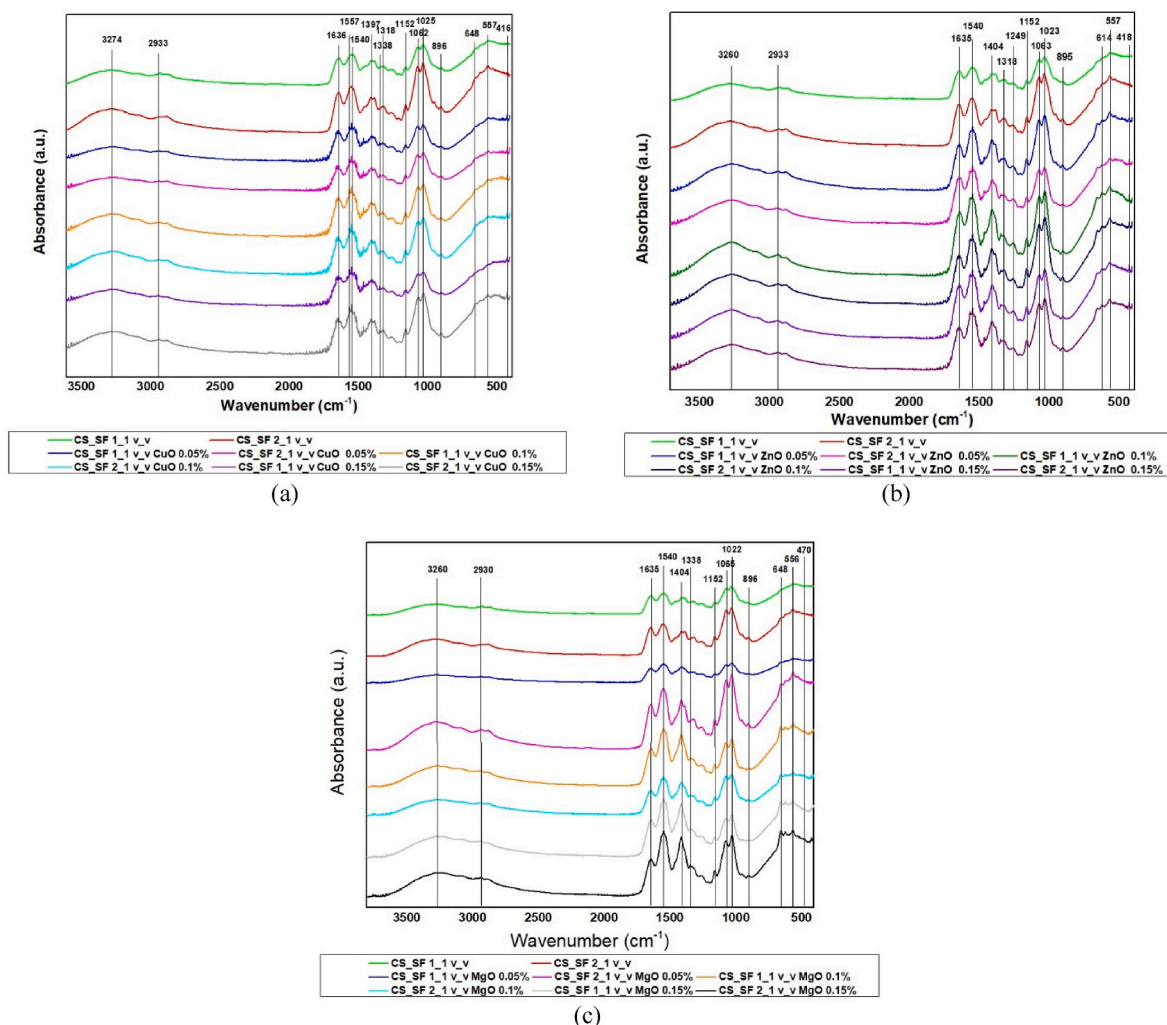 1557 1397 1152 1025 557
1636 1540 1318 1062 896 648 416
3274 2933 1338
Absorbance (a.u.)
3500 3000 2500 2000 1500 1000 500
Wavenumber (cm⁻¹)
CS_SF 1_1 v_v CS_SF 2_1 v_v
CS_SF 1_1 v_v CuO 0.05% CS_SF 2_1 v_v CuO 0.05% CS_SF 1_1 v_v CuO 0.1%
CS_SF 2_1 v_v CuO 0.1% CS_SF 1_1 v_v CuO 0.15% CS_SF 2_1 v_v CuO 0.15%
(a)
1540 1152 1023 557
1635 1404 1249 1063 895 614 418
3260 2933 1318
Absorbance (a.u.)
3500 3000 2500 2000 1500 1000 500
Wavenumber (cm⁻¹)
CS_SF 1_1 v_v CS_SF 2_1 v_v
CS_SF 1_1 v_v ZnO 0.05% CS_SF 2_1 v_v ZnO 0.05% CS_SF 1_1 v_v ZnO 0.1%
CS_SF 2_1 v_v ZnO 0.1% CS_SF 1_1 v_v ZnO 0.15% CS_SF 2_1 v_v ZnO 0.15%
(b)
1540 1338 1022 470
3260 2930 1635 1404 1152 1065 896 648 556
Absorbance (a.u.)
3500 3000 2500 2000 1500 1000 500
Wavenumber (cm⁻¹)
CS_SF 1_1 v_v CS_SF 2_1 v_v
CS_SF 1_1 v_v MgO 0.05% CS_SF 2_1 v_v MgO 0.05% CS_SF 1_1 v_v MgO 0.1%
CS_SF 2_1 v_v MgO 0.1% CS_SF 1_1 v_v MgO 0.15% CS_SF 2_1 v_v MgO 0.15%
(c)